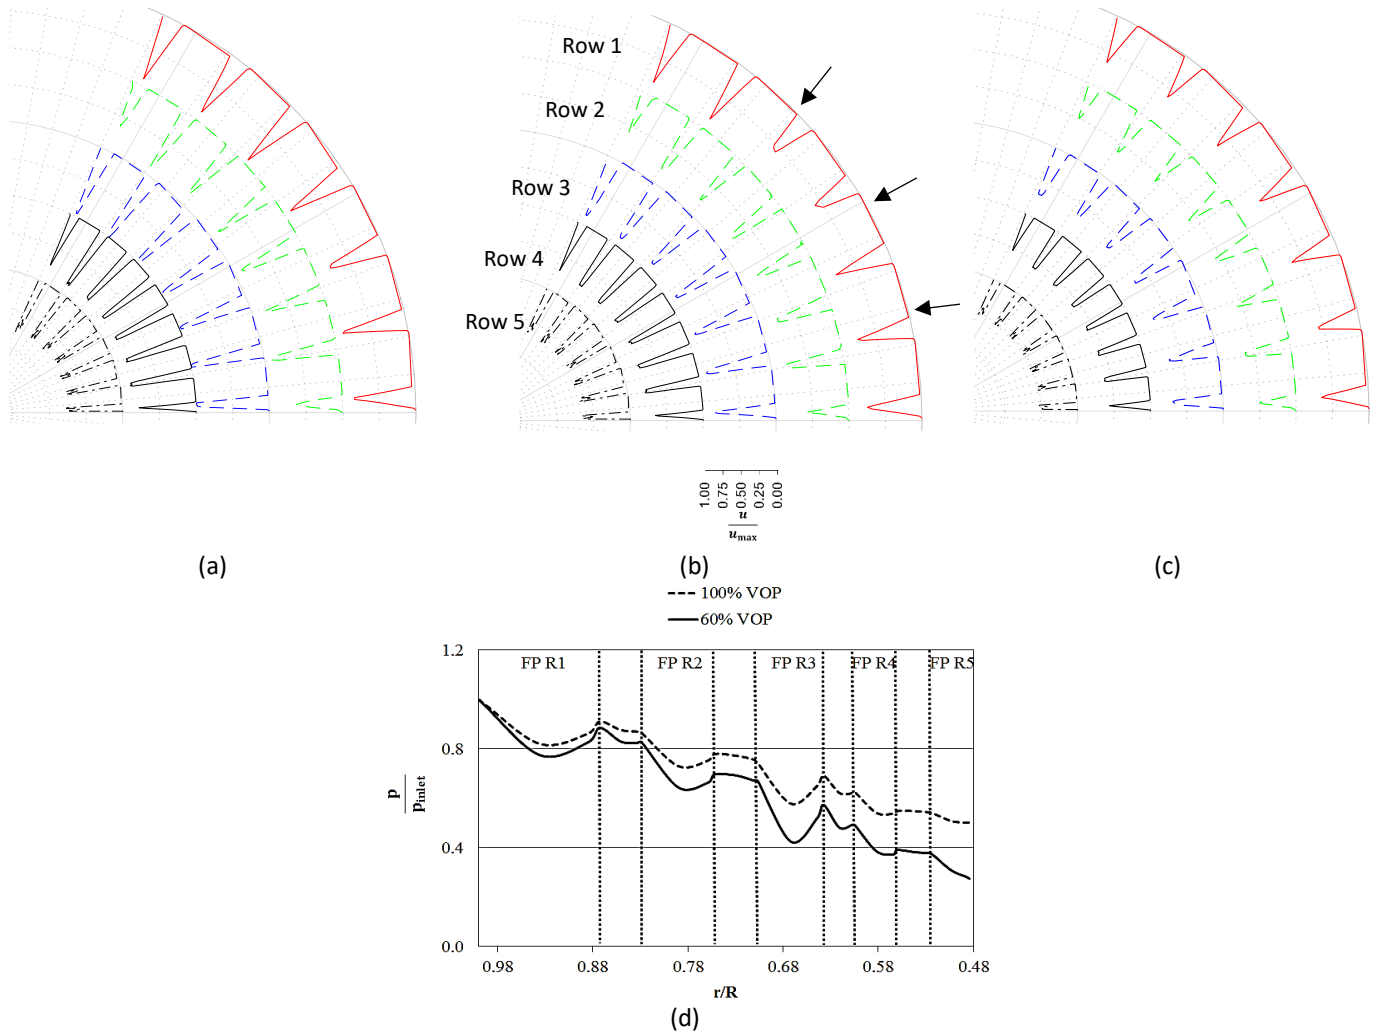 Row 1
Row 2
Row 3
Row 4
Row 5
1.00
0.75
0.50
0.25
0.00
u
u_max
(a)
(b)
(c)
100% VOP
60% VOP
1.2
0.8
0.4
0.0
p
p_inlet
FP R1
FP R2
FP R3
FP R4
FP R5
0.98
0.88
0.78
0.68
0.58
0.48
r/R
(d)